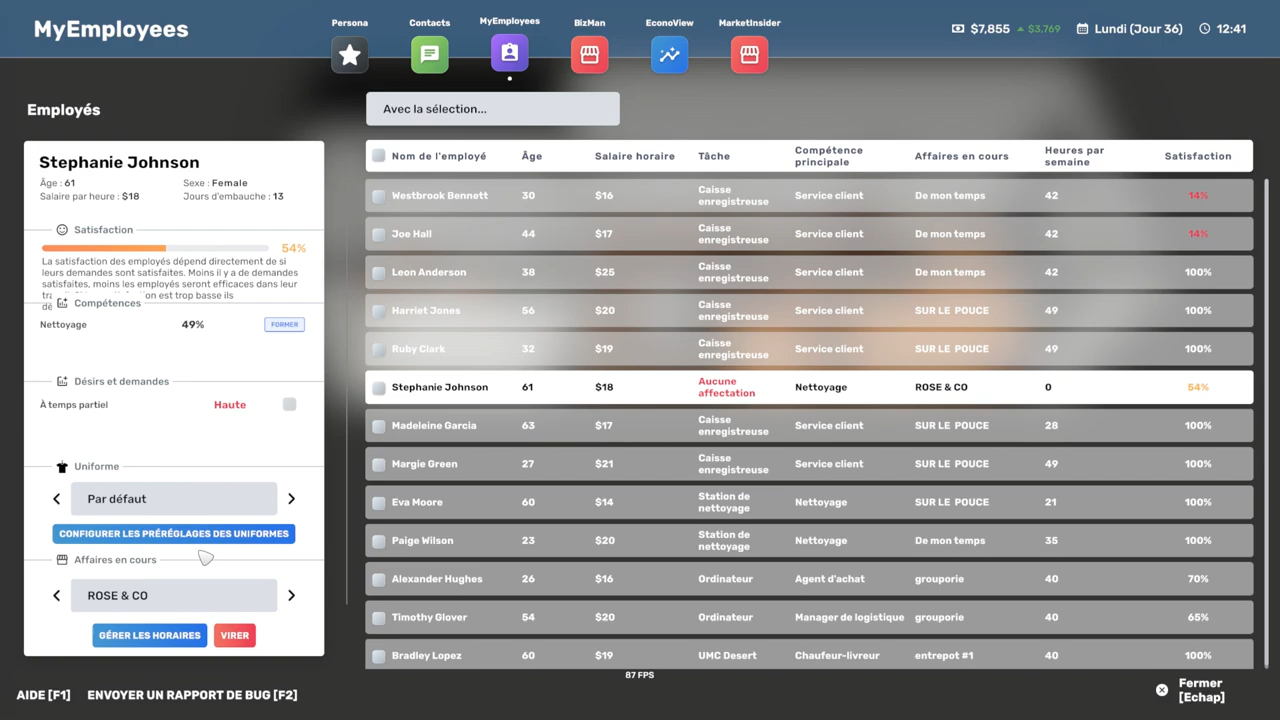 MyEmployees
Persona
Contacts
MyEmployees
BizMan
EconoView
MarketInsider
$7,855 $3,769
Lundi (Jour 36)
12:41
Employés
Stephanie Johnson
Âge : 61
Sexe : Female
Salaire par heure : $18
Jours d'embauche : 13
Satisfaction
54%
La satisfaction des employés dépend directement de si
leurs demandes sont satisfaites. Moins il y a de demandes
satisfaites, moins les employés seront efficaces dans leur
est trop basse ils
Compétences
Nettoyage 49% FORMER
Désirs et demandes
À temps partiel Haute
Uniforme
Par défaut
CONFIGURER LES PRÉRÉGLAGES DES UNIFORMES
Affaires en cours
ROSE & CO
GÉRER LES HORAIRES VIRER
Avec la sélection...
Nom de l'employé Âge Salaire horaire Tâche Compétence principale Affaires en cours Heures par semaine Satisfaction
Westbrook Bennett 30 $16 Caisse enregistreuse Service client De mon temps 42 14%
Joe Hall 44 $17 Caisse enregistreuse Service client De mon temps 42 14%
Leon Anderson 38 $25 Caisse enregistreuse Service client De mon temps 42 100%
Harriet Jones 56 $20 Caisse enregistreuse Service client SUR LE POUCE 49 100%
Ruby Clark 32 $19 Caisse enregistreuse Service client SUR LE POUCE 49 100%
Stephanie Johnson 61 $18 Aucune affectation Nettoyage ROSE & CO 0 54%
Madeleine Garcia 63 $17 Caisse enregistreuse Service client SUR LE POUCE 28 100%
Margie Green 27 $21 Caisse enregistreuse Service client SUR LE POUCE 49 100%
Eva Moore 60 $14 Station de nettoyage Nettoyage SUR LE POUCE 21 100%
Paige Wilson 23 $20 Station de nettoyage Nettoyage De mon temps 35 100%
Alexander Hughes 26 $16 Ordinateur Agent d'achat grouporie 40 70%
Timothy Glover 54 $20 Ordinateur Manager de logistique grouporie 40 65%
Bradley Lopez 60 $19 UMC Desert Chaufeur-livreur entrepot #1 40 100%
87 FPS
AIDE [F1] ENVOYER UN RAPPORT DE BUG [F2]
Fermer
[Echap]